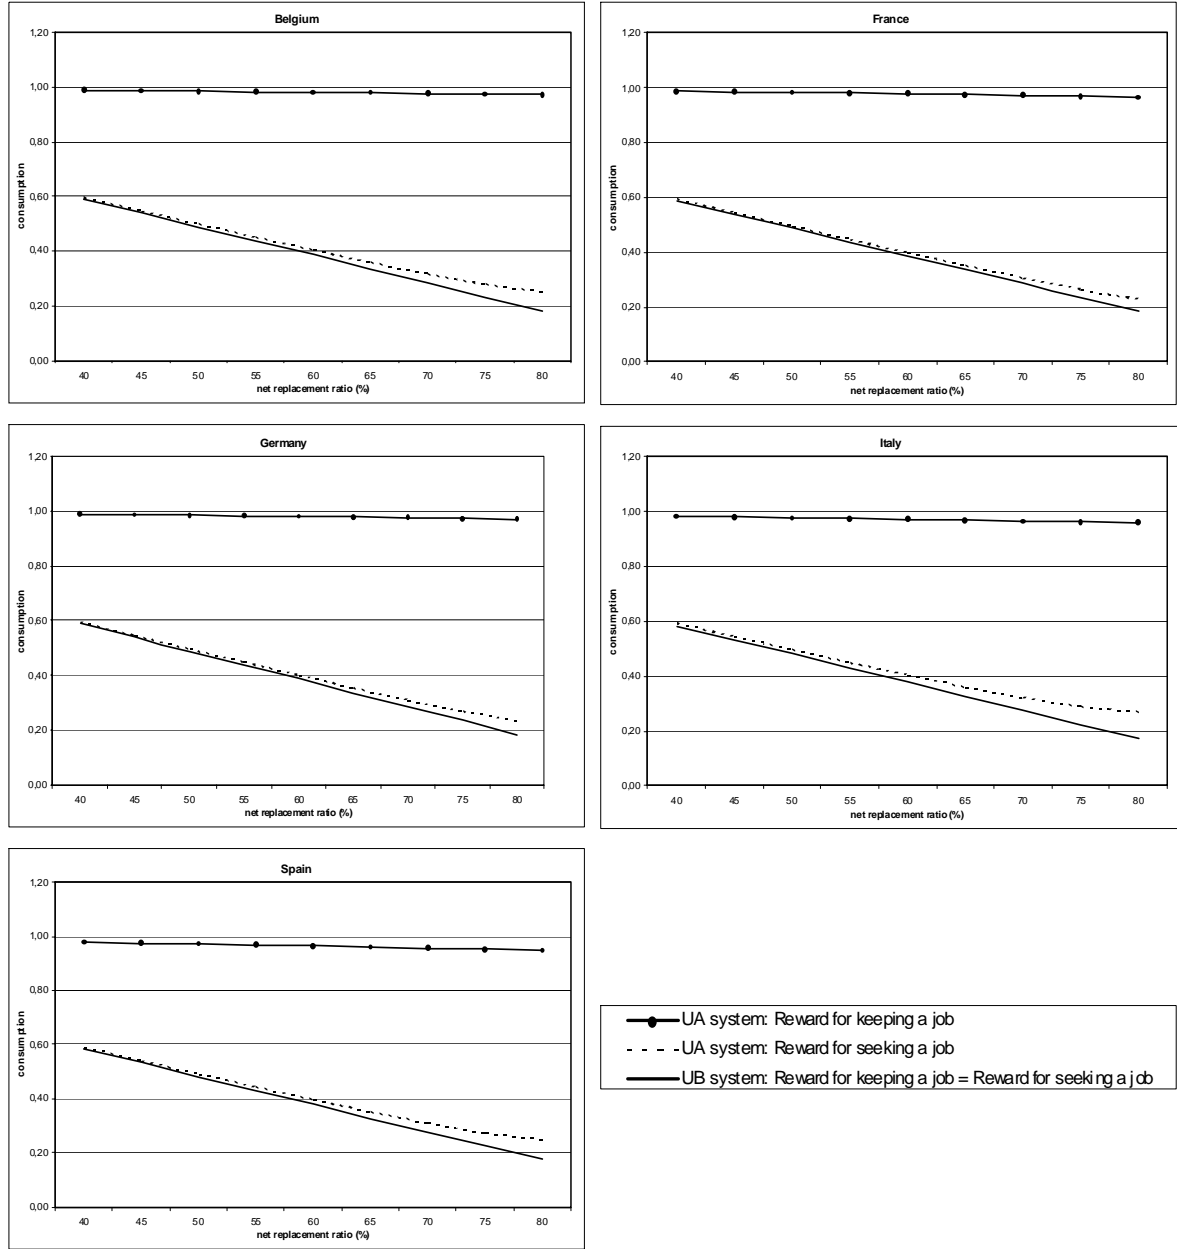 Belgium
1,20
1,00
0,80
0,60
0,40
0,20
0,00
consumption
40 45 50 55 60 65 70 75 80
net replacement ratio (%)
France
1,20
1,00
0,80
0,60
0,40
0,20
0,00
consumption
40 45 50 55 60 65 70 75 80
net replacement ratio (%)
Germany
1,20
1,00
0,80
0,60
0,40
0,20
0,00
consumption
40 45 50 55 60 65 70 75 80
net replacement ratio (%)
Italy
1,20
1,00
0,80
0,60
0,40
0,20
0,00
consumption
40 45 50 55 60 65 70 75 80
net replacement ratio (%)
Spain
1,20
1,00
0,80
0,60
0,40
0,20
0,00
consumption
40 45 50 55 60 65 70 75 80
net replacement ratio (%)
UA system: Reward for keeping a job
UA system: Reward for seeking a job
UB system: Reward for keeping a job = Reward for seeking a job